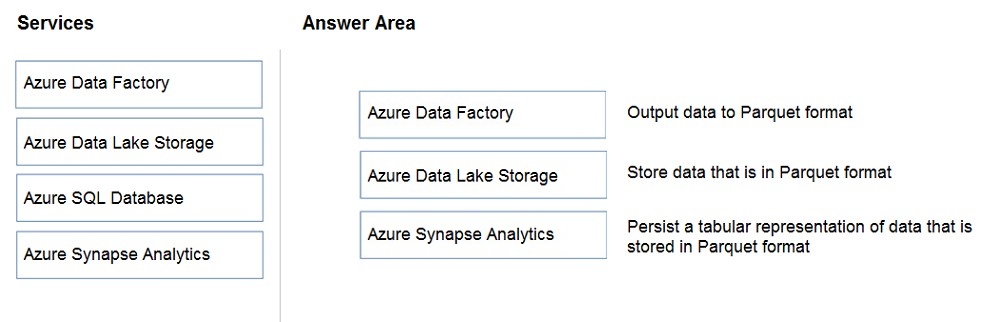 Services
Answer Area
Azure Data Factory
Azure Data Lake Storage
Azure SQL Database
Azure Synapse Analytics
Azure Data Factory
Output data to Parquet format
Azure Data Lake Storage
Store data that is in Parquet format
Azure Synapse Analytics
Persist a tabular representation of data that is
stored in Parquet format